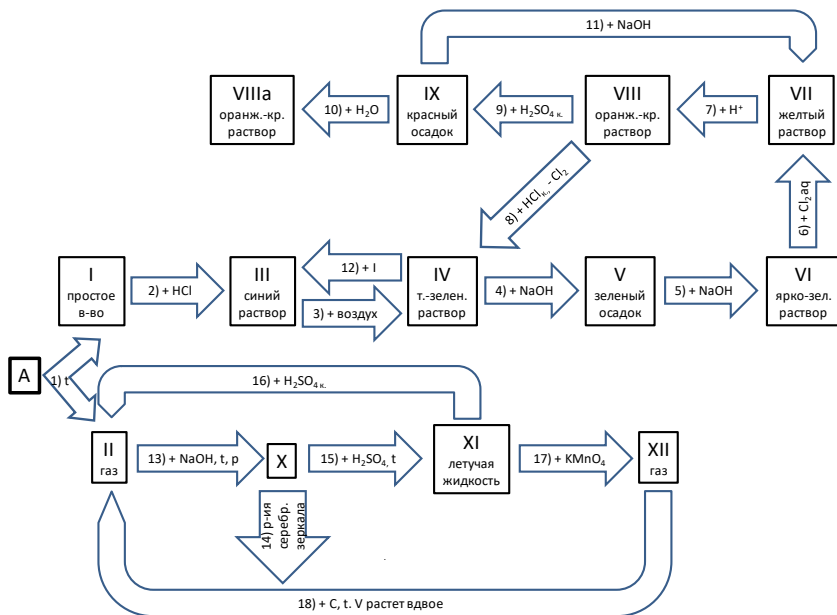 11) + NaOH
VIIIa
оранж.-кр.
раствор
10) + H₂O
IX
красный
осадок
9) + H₂SO₄ к.
VIII
оранж.-кр.
раствор
7) + H⁺
VII
желтый
раствор
8) + HClк., - Cl₂
6) + Cl₂aq
I
простое
в-во
2) + HCl
III
синий
раствор
12) + I
3) + воздух
IV
т.-зелен.
раствор
4) + NaOH
V
зеленый
осадок
5) + NaOH
VI
ярко-зел.
раствор
A
1) t
16) + H₂SO₄ к.
II
газ
13) + NaOH, t, p
X
15) + H₂SO₄, t
XI
летучая
жидкость
17) + KMnO₄
XII
газ
14) р-ия
серебр.
зеркала
18) + C, t. V растет вдвое